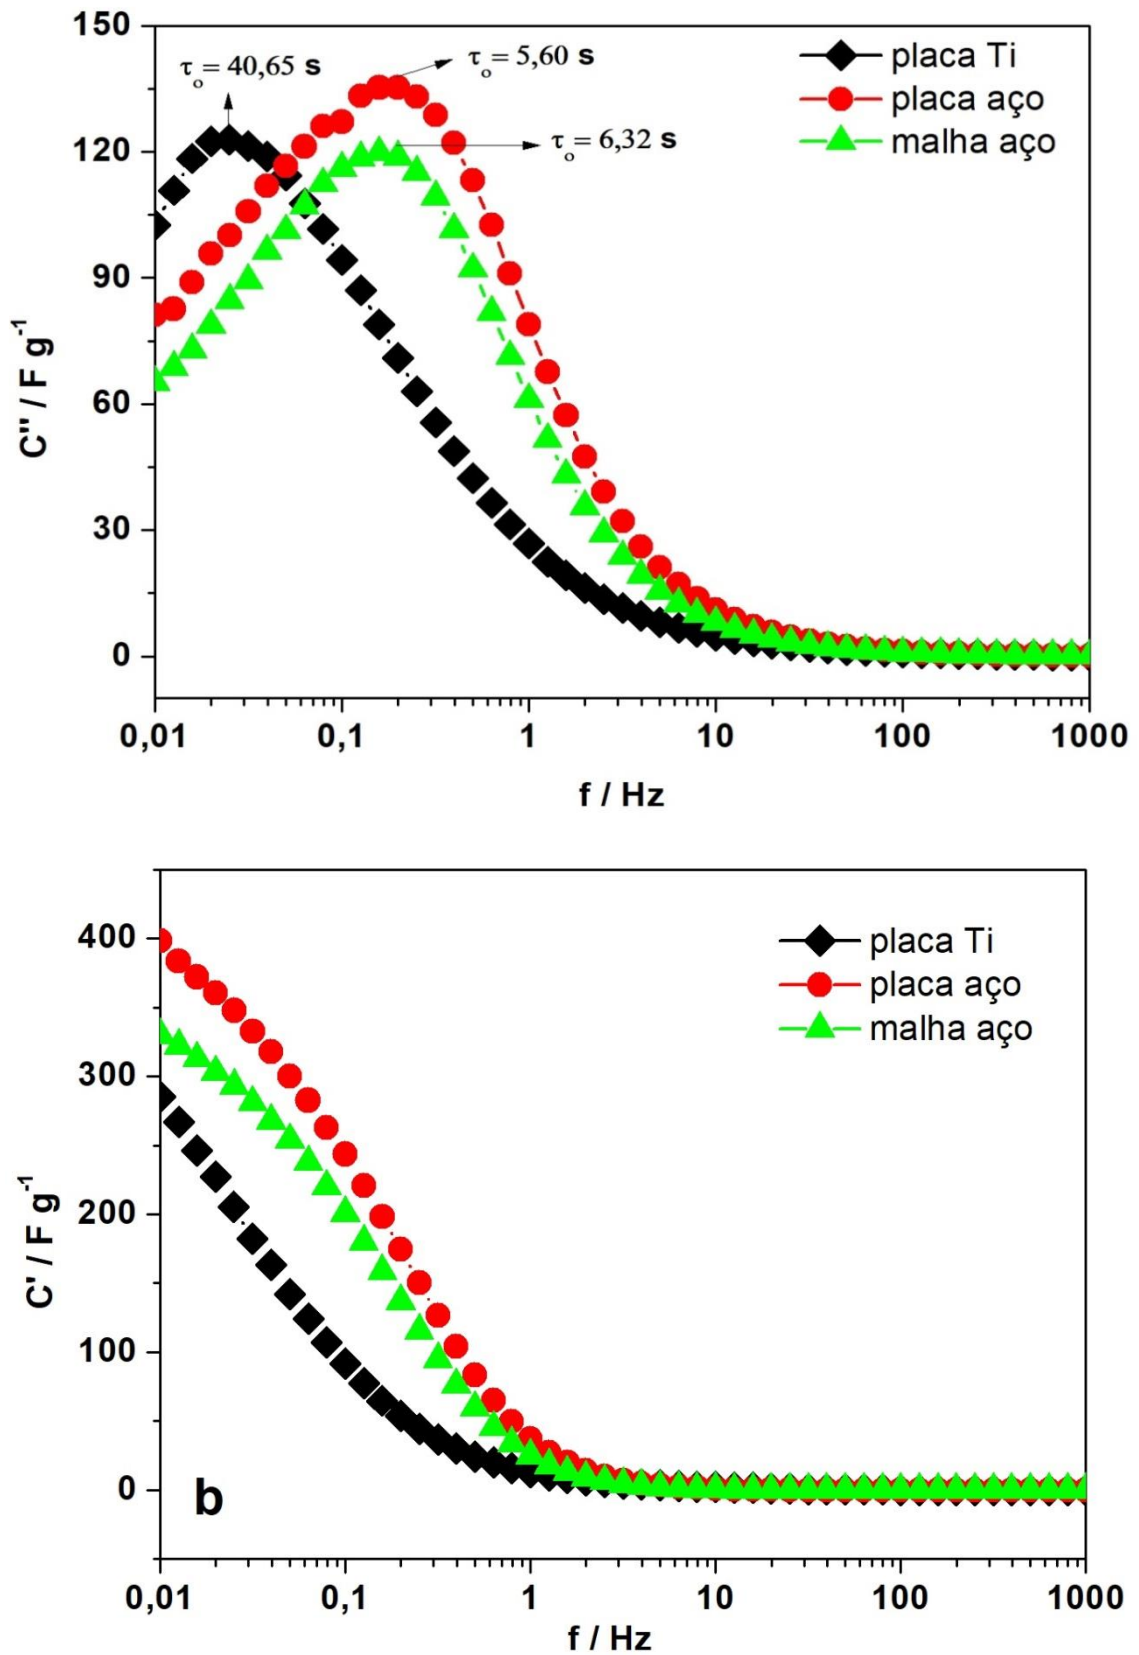 150
τo = 40,65 s
τo = 5,60 s
placa Ti
placa aço
120
τo = 6,32 s
malha aço
90
60
30
0
C'' / F g-1
0,01 0,1 1 10 100 1000
f / Hz
400
placa Ti
placa aço
malha aço
300
200
100
0
C' / F g-1
b
0,01 0,1 1 10 100 1000
f / Hz